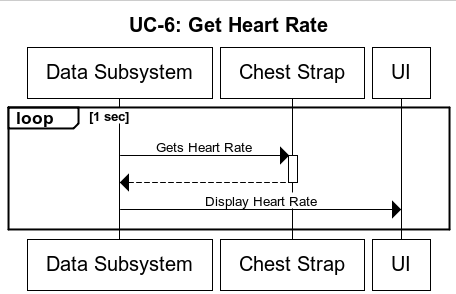 UC-6: Get Heart Rate
Data Subsystem
Chest Strap
UI
loop
[1 sec]
Gets Heart Rate
Display Heart Rate
Data Subsystem
Chest Strap
UI